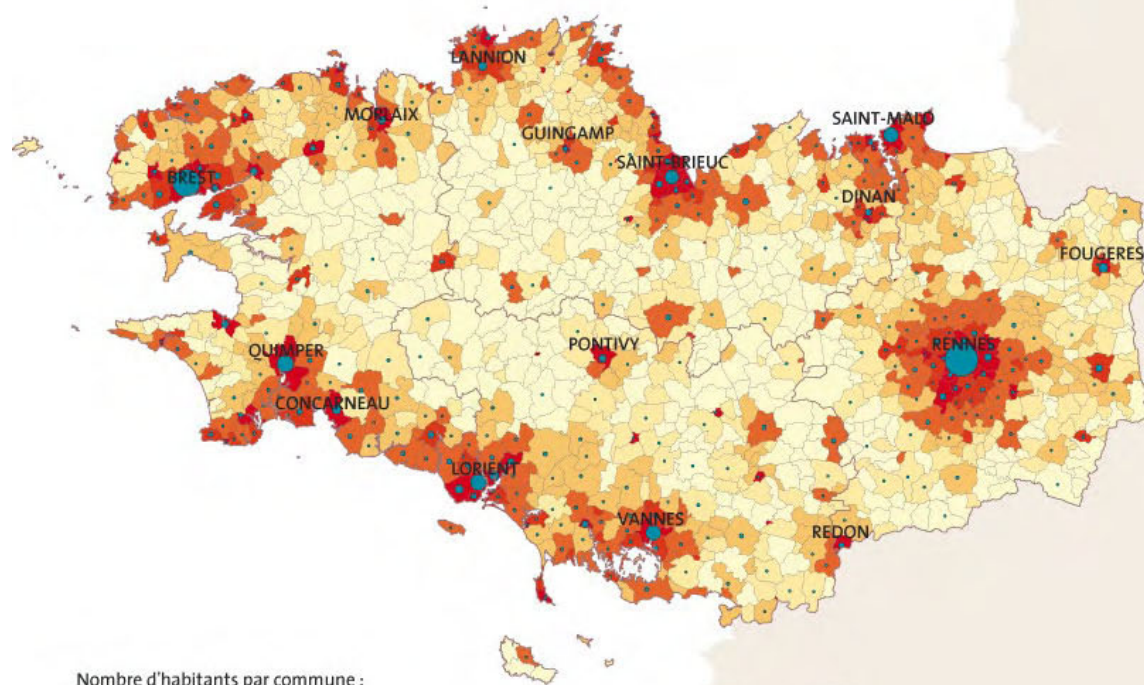 LANNION
MORLAIX
GUINGAMP
SAINT-MALO
SAINT-BRIEUC
BREST
DINAN
FOUGERES
QUIMPER
PONTIVY
RENNES
CONCARNEAU
LORIENT
VANNES
REDON
Nombre d'habitants par commune :